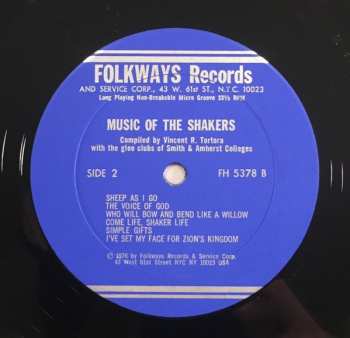 FOLKWAYS Records
AND SERVICE CORP., 43 W. 61st ST., N.Y.C. 10023
Long Playing Non-Breakable Micro Groove 33⅓ RPM
MUSIC OF THE SHAKERS
Compiled by Vincent R. Tortora
with the glee clubs of Smith & Amherst Colleges
SIDE 2 FH 5378 B
SHEEP AS I GO
THE VOICE OF GOD
WHO WILL BOW AND BEND LIKE A WILLOW
COME LIFE, SHAKER LIFE
SIMPLE GIFTS
I'VE SET MY FACE FOR ZION'S KINGDOM
© 1976 by Folkways Records & Service Corp.
43 West 61st Street NYC NY 10023 USA